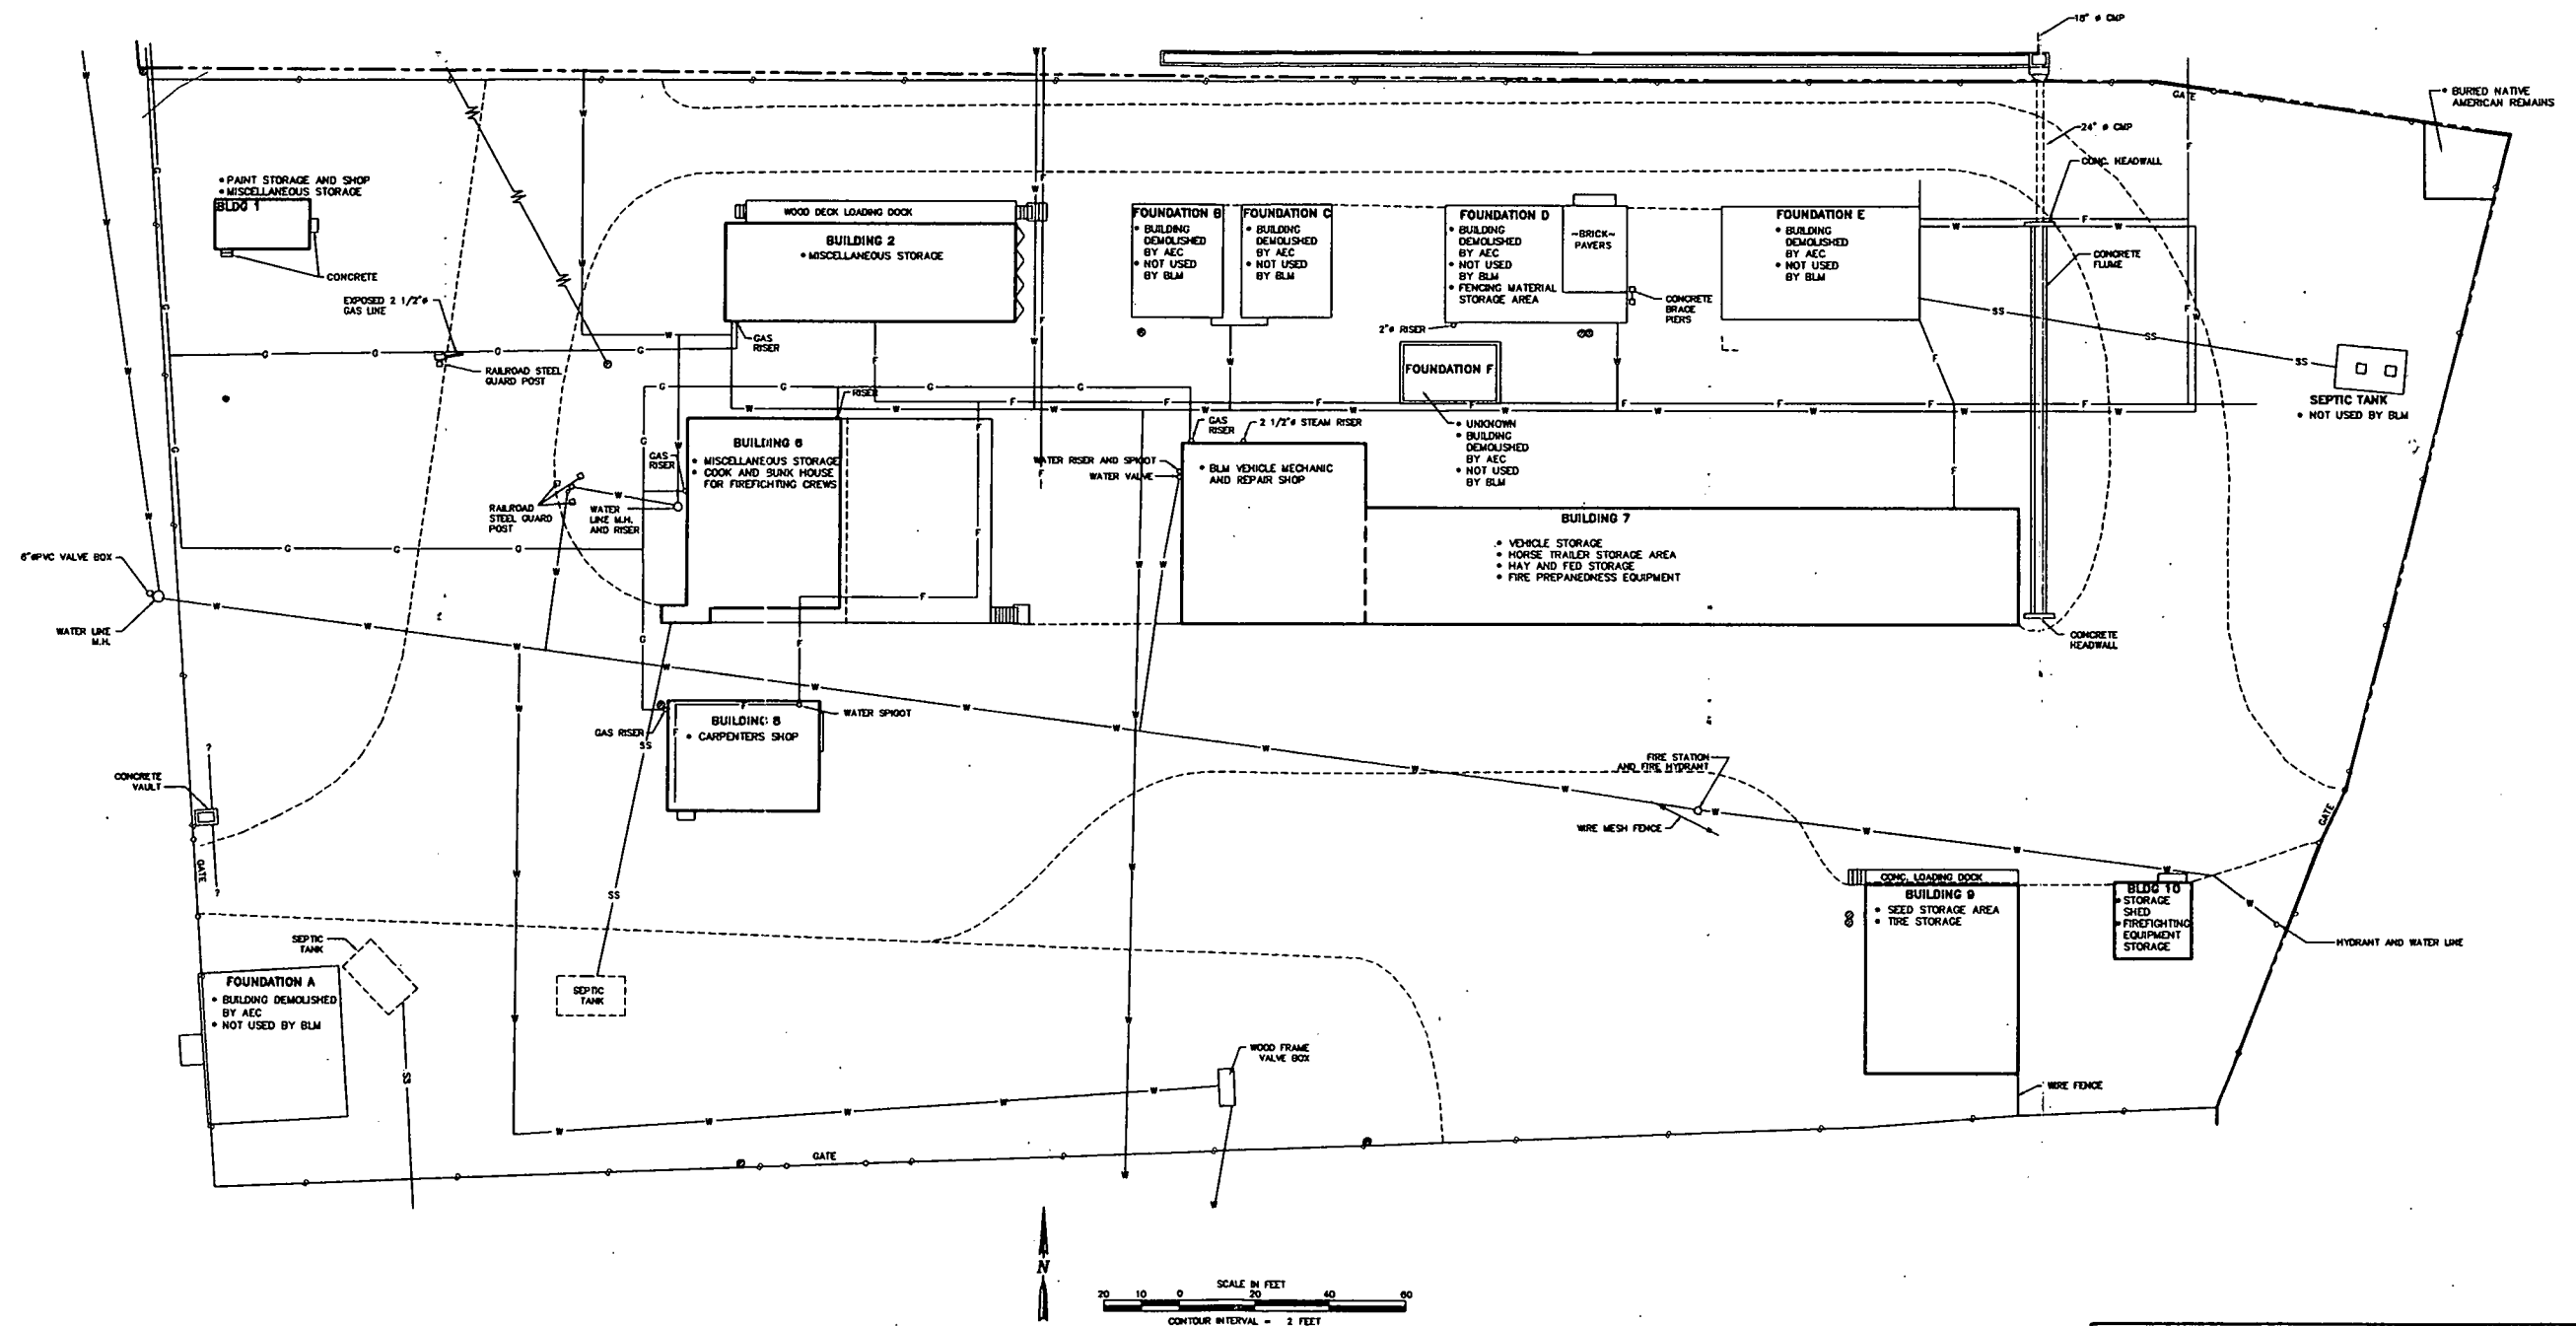 18" ø CMP
GATE
• BURIED NATIVE
AMERICAN REMAINS
24" ø CMP
CONC. HEADWALL
• PAINT STORAGE AND SHOP
• MISCELLANEOUS STORAGE
BLDG 1
CONCRETE
WOOD DECK LOADING DOCK
BUILDING 2
• MISCELLANEOUS STORAGE
FOUNDATION B
• BUILDING
DEMOLISHED
BY AEC
• NOT USED
BY BLM
FOUNDATION C
• BUILDING
DEMOLISHED
BY AEC
• NOT USED
BY BLM
FOUNDATION D
• BUILDING
DEMOLISHED
BY AEC
• NOT USED
BY BLM
• FENCING MATERIAL
STORAGE AREA
~BRICK~
PAVERS
CONCRETE
BRACE
PIERS
FOUNDATION E
• BUILDING
DEMOLISHED
BY AEC
• NOT USED
BY BLM
CONCRETE
FLUME
EXPOSED 2 1/2"ø
GAS LINE
GAS
RISER
RAILROAD STEEL
GUARD POST
2"ø RISER
FOUNDATION F
• UNKNOWN
• BUILDING
DEMOLISHED
BY AEC
• NOT USED
BY BLM
SEPTIC TANK
• NOT USED BY BLM
RISER
BUILDING 6
• MISCELLANEOUS STORAGE
• COOK AND BUNK HOUSE
FOR FIREFIGHTING CREWS
GAS
RISER
RAILROAD
STEEL GUARD
POST
WATER
LINE M.H.
AND RISER
GAS
RISER
2 1/2"ø STEAM RISER
WATER RISER AND SPIGOT
WATER VALVE
• BLM VEHICLE MECHANIC
AND REPAIR SHOP
BUILDING 7
• VEHICLE STORAGE
• HORSE TRAILER STORAGE AREA
• HAY AND FED STORAGE
• FIRE PREPAREDNESS EQUIPMENT
6"øPVC VALVE BOX
WATER LINE
M.H.
CONCRETE
HEADWALL
GAS RISER
BUILDING 8
• CARPENTERS SHOP
WATER SPIGOT
CONCRETE
VAULT
GATE
FIRE STATION
AND FIRE HYDRANT
WIRE MESH FENCE
GATE
CONC. LOADING DOCK
BUILDING 9
• SEED STORAGE AREA
• TIRE STORAGE
BLDG 10
• STORAGE
SHED
• FIREFIGHTING
EQUIPMENT
STORAGE
HYDRANT AND WATER LINE
SEPTIC
TANK
FOUNDATION A
• BUILDING DEMOLISHED
BY AEC
• NOT USED BY BLM
SEPTIC
TANK
WOOD FRAME
VALVE BOX
WIRE FENCE
GATE
N
SCALE IN FEET
20 10 0 20 40 60
CONTOUR INTERVAL = 2 FEET